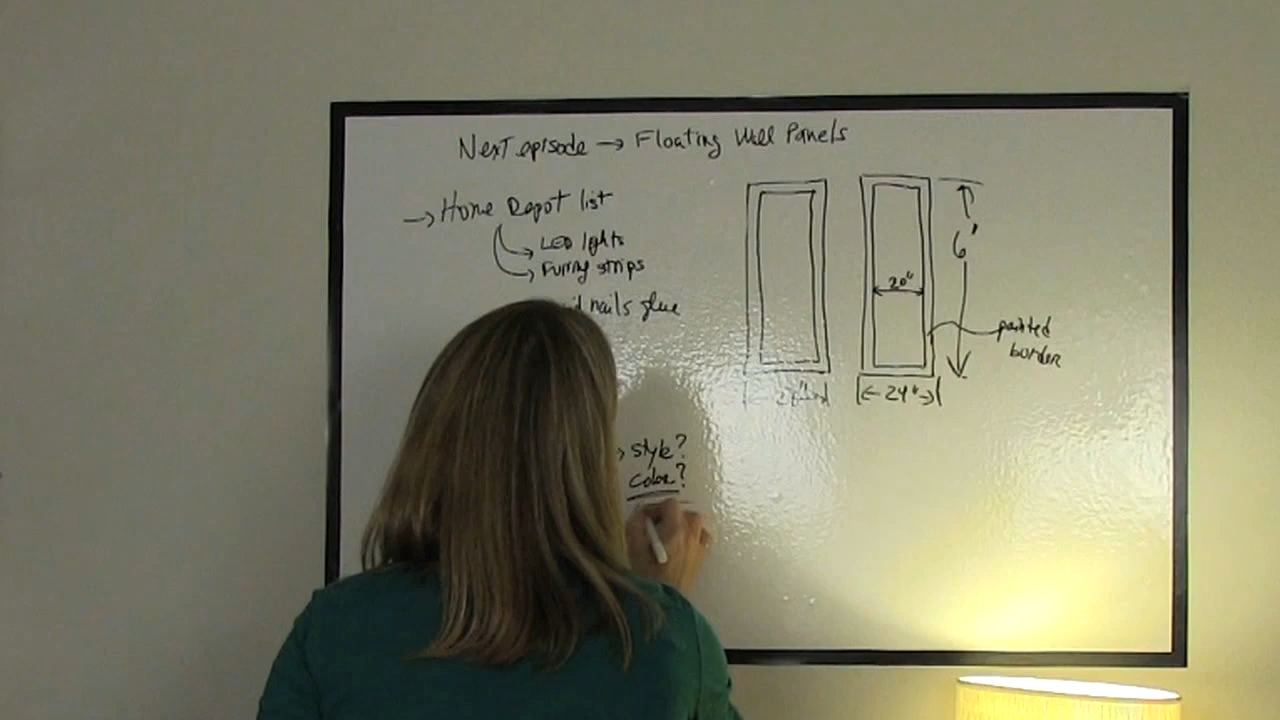 Next episode → Floating Wall Panels
→ Home Depot list
→ LED lights
→ Furring strips
nails glue
style?
color?
20"
6'
painted
border
←24"→